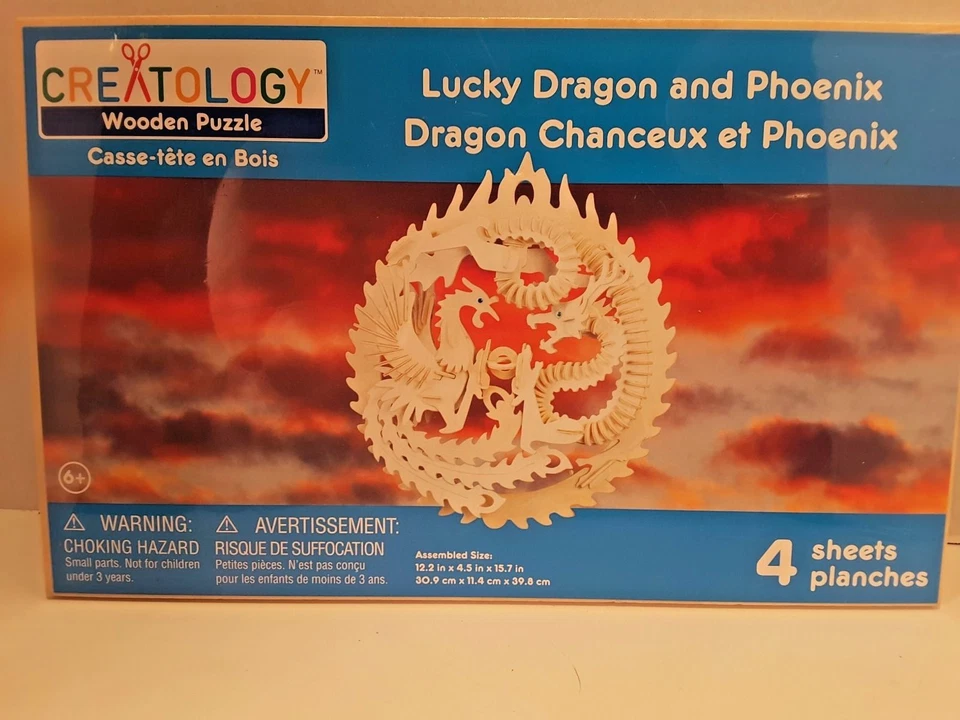 CREATOLOGY™
Wooden Puzzle
Casse-tête en Bois
Lucky Dragon and Phoenix
Dragon Chanceux et Phoenix
6+
⚠ WARNING:
CHOKING HAZARD
Small parts. Not for children
under 3 years.
⚠ AVERTISSEMENT:
RISQUE DE SUFFOCATION
Petites pièces. N'est pas conçu
pour les enfants de moins de 3 ans.
Assembled Size:
12.2 in x 4.5 in x 15.7 in
30.9 cm x 11.4 cm x 39.8 cm
4 sheets
planches